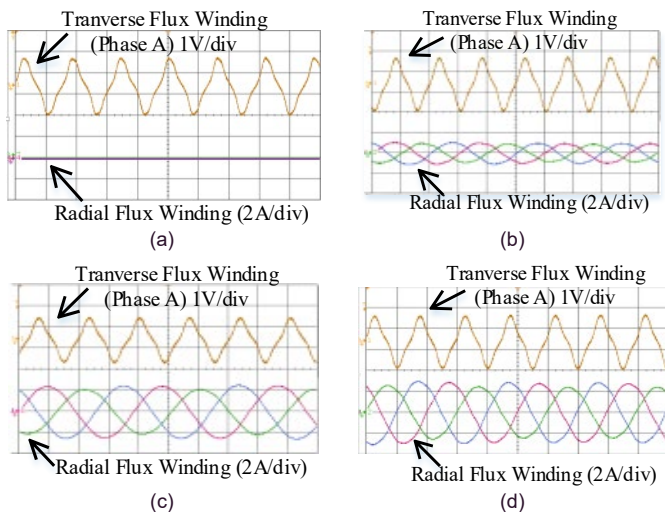 Tranverse Flux Winding
(Phase A) 1V/div
Radial Flux Winding (2A/div)
(a)
Tranverse Flux Winding
(Phase A) 1V/div
Radial Flux Winding (2A/div)
(b)
Tranverse Flux Winding
(Phase A) 1V/div
Radial Flux Winding (2A/div)
(c)
Tranverse Flux Winding
(Phase A) 1V/div
Radial Flux Winding (2A/div)
(d)